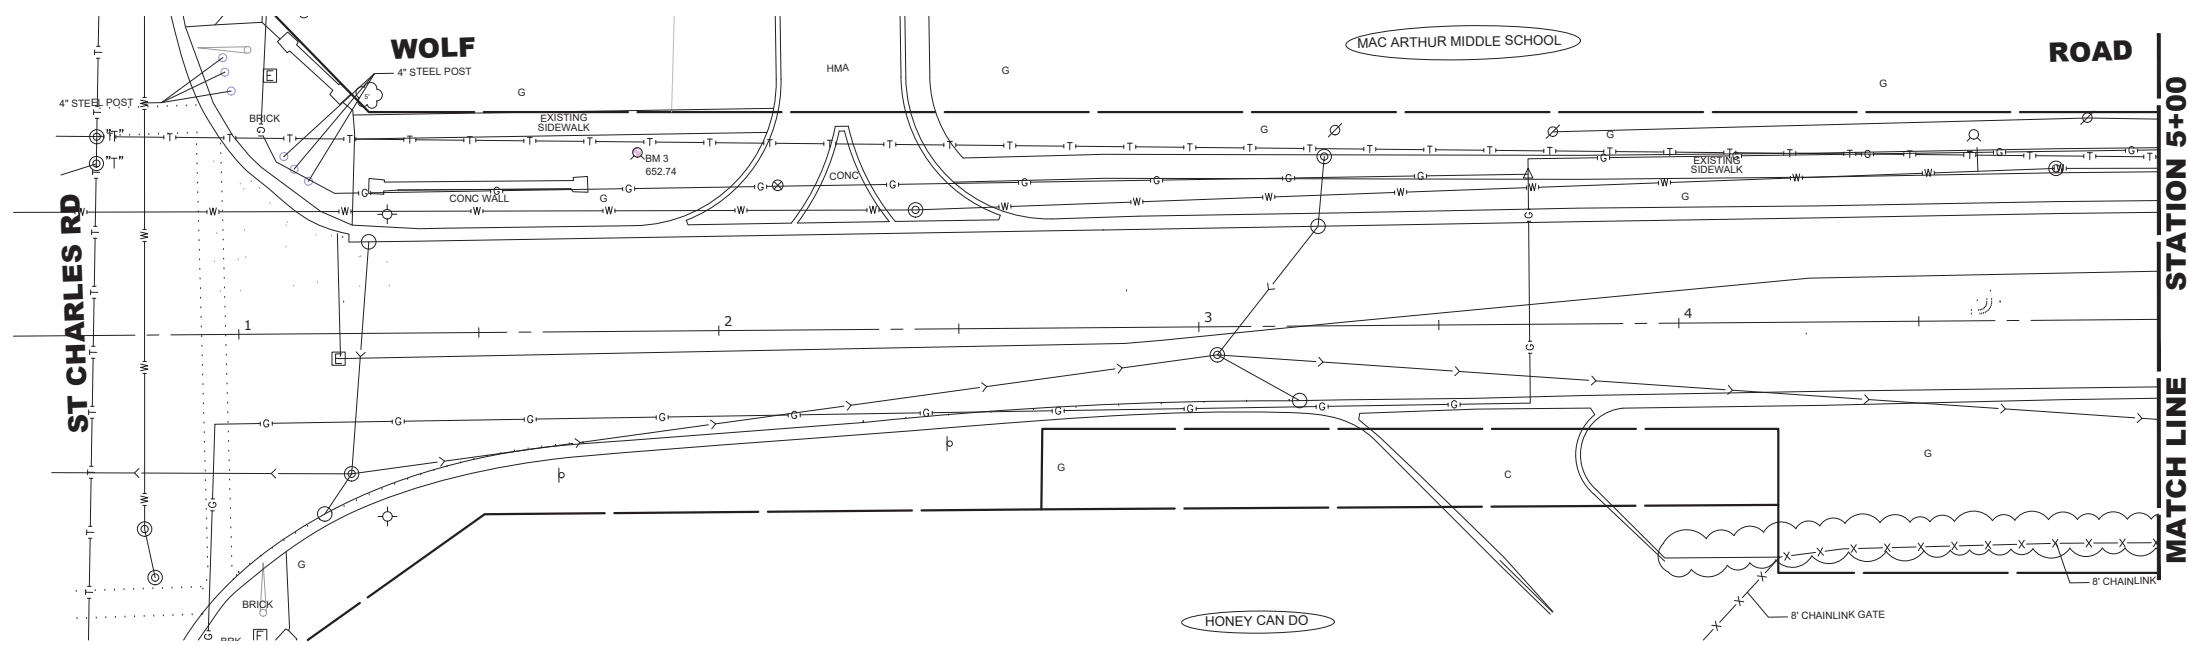 WOLF
ROAD
MAC ARTHUR MIDDLE SCHOOL
4" STEEL POST
4" STEEL POST
HMA
G
G
G
BRICK
EXISTING
SIDEWALK
G
G
"T"
"T"
BM 3
652.74
EXISTING
SIDEWALK
CONC
CONC WALL
G
G
E
5'
ST CHARLES RD
STATION 5+00
MATCH LINE
1
2
3
4
E
G
C
G
G
BRICK
E
8' CHAINLINK
8' CHAINLINK GATE
HONEY CAN DO